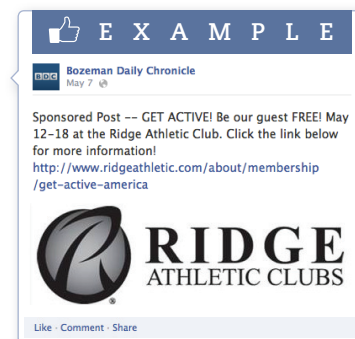 EXAMPLE
BDC
Bozeman Daily Chronicle
May 7
Sponsored Post -- GET ACTIVE! Be our guest FREE! May
12-18 at the Ridge Athletic Club. Click the link below
for more information!
http://www.ridgeathletic.com/about/membership
/get-active-america
RIDGE
ATHLETIC CLUBS
®
Like · Comment · Share